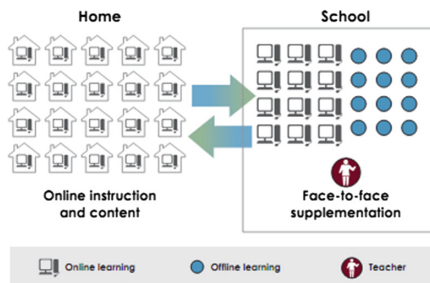 Home
School
Online instruction
and content
Face-to-face
supplementation
Online learning
Offline learning
Teacher